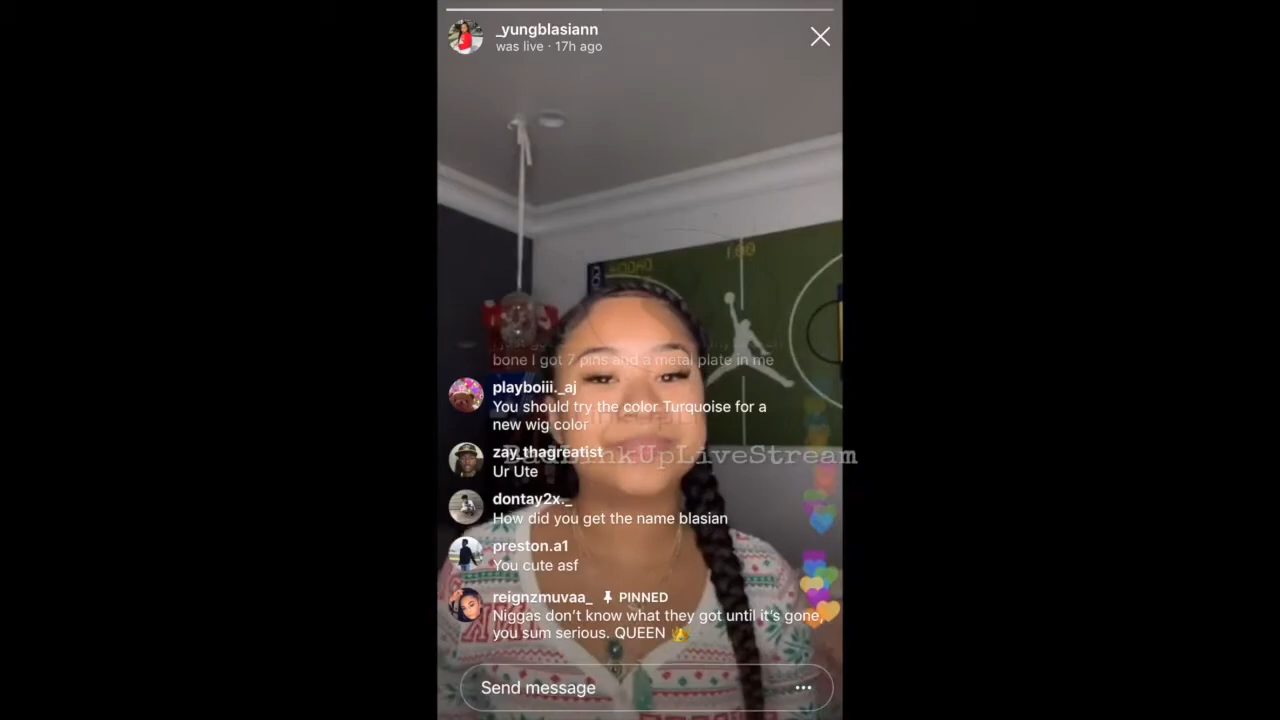 _yungblasiann
was live · 17h ago
1.00
bone I got 7 pins and a metal plate in me
playboiii._aj
You should try the color Turquoise for a
new wig color
BadLinkUpLiveStream
zay_thagreatist
Ur Ute
dontay2x._
How did you get the name blasian
preston.a1
You cute asf
reignzmuvaa_ PINNED
Niggas don't know what they got until it's gone,
you sum serious. QUEEN 👑
Send message